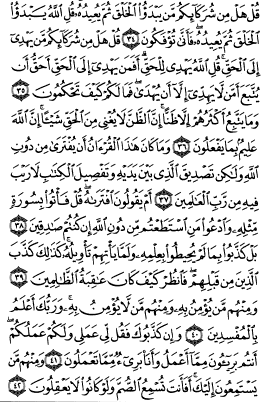 قُلْ هَلْ مِن شُرَكَآئِكُم مَّن يَبْدَؤُا۟ ٱلْخَلْقَ ثُمَّ يُعِيدُهُۥ ۚ قُلِ ٱللَّهُ يَبْدَؤُا۟
ٱلْخَلْقَ ثُمَّ يُعِيدُهُۥ ۖ فَأَنَّىٰ تُؤْفَكُونَ ٣٤ قُلْ هَلْ مِن شُرَكَآئِكُم مَّن يَهْدِىٓ
إِلَى ٱلْحَقِّ ۚ قُلِ ٱللَّهُ يَهْدِى لِلْحَقِّ ۗ أَفَمَن يَهْدِىٓ إِلَى ٱلْحَقِّ أَحَقُّ أَن
يُتَّبَعَ أَمَّن لَّا يَهِدِّىٓ إِلَّآ أَن يُهْدَىٰ ۖ فَمَا لَكُمْ كَيْفَ تَحْكُمُونَ ٣٥
وَمَا يَتَّبِعُ أَكْثَرُهُمْ إِلَّا ظَنًّا ۚ إِنَّ ٱلظَّنَّ لَا يُغْنِى مِنَ ٱلْحَقِّ شَيْـًٔا ۚ إِنَّ ٱللَّهَ
عَلِيمٌۢ بِمَا يَفْعَلُونَ ٣٦ وَمَا كَانَ هَٰذَا ٱلْقُرْءَانُ أَن يُفْتَرَىٰ مِن دُونِ
ٱللَّهِ وَلَٰكِن تَصْدِيقَ ٱلَّذِى بَيْنَ يَدَيْهِ وَتَفْصِيلَ ٱلْكِتَٰبِ لَا رَيْبَ
فِيهِ مِن رَّبِّ ٱلْعَٰلَمِينَ ٣٧ أَمْ يَقُولُونَ ٱفْتَرَىٰهُ ۖ قُلْ فَأْتُوا۟ بِسُورَةٍ
مِّثْلِهِۦ وَٱدْعُوا۟ مَنِ ٱسْتَطَعْتُم مِّن دُونِ ٱللَّهِ إِن كُنتُمْ صَٰدِقِينَ ٣٨
بَلْ كَذَّبُوا۟ بِمَا لَمْ يُحِيطُوا۟ بِعِلْمِهِۦ وَلَمَّا يَأْتِهِمْ تَأْوِيلُهُۥ ۚ كَذَٰلِكَ كَذَّبَ
ٱلَّذِينَ مِن قَبْلِهِمْ ۖ فَٱنظُرْ كَيْفَ كَانَ عَٰقِبَةُ ٱلظَّٰلِمِينَ ٣٩
وَمِنْهُم مَّن يُؤْمِنُ بِهِۦ وَمِنْهُم مَّن لَّا يُؤْمِنُ بِهِۦ ۚ وَرَبُّكَ أَعْلَمُ
بِٱلْمُفْسِدِينَ ٤٠ وَإِن كَذَّبُوكَ فَقُل لِّى عَمَلِى وَلَكُمْ عَمَلُكُمْ ۖ
أَنتُم بَرِيٓـُٔونَ مِمَّآ أَعْمَلُ وَأَنَا۠ بَرِىٓءٌ مِّمَّا تَعْمَلُونَ ٤١ وَمِنْهُم مَّن
يَسْتَمِعُونَ إِلَيْكَ ۚ أَفَأَنتَ تُسْمِعُ ٱلصُّمَّ وَلَوْ كَانُوا۟ لَا يَعْقِلُونَ ٤٢